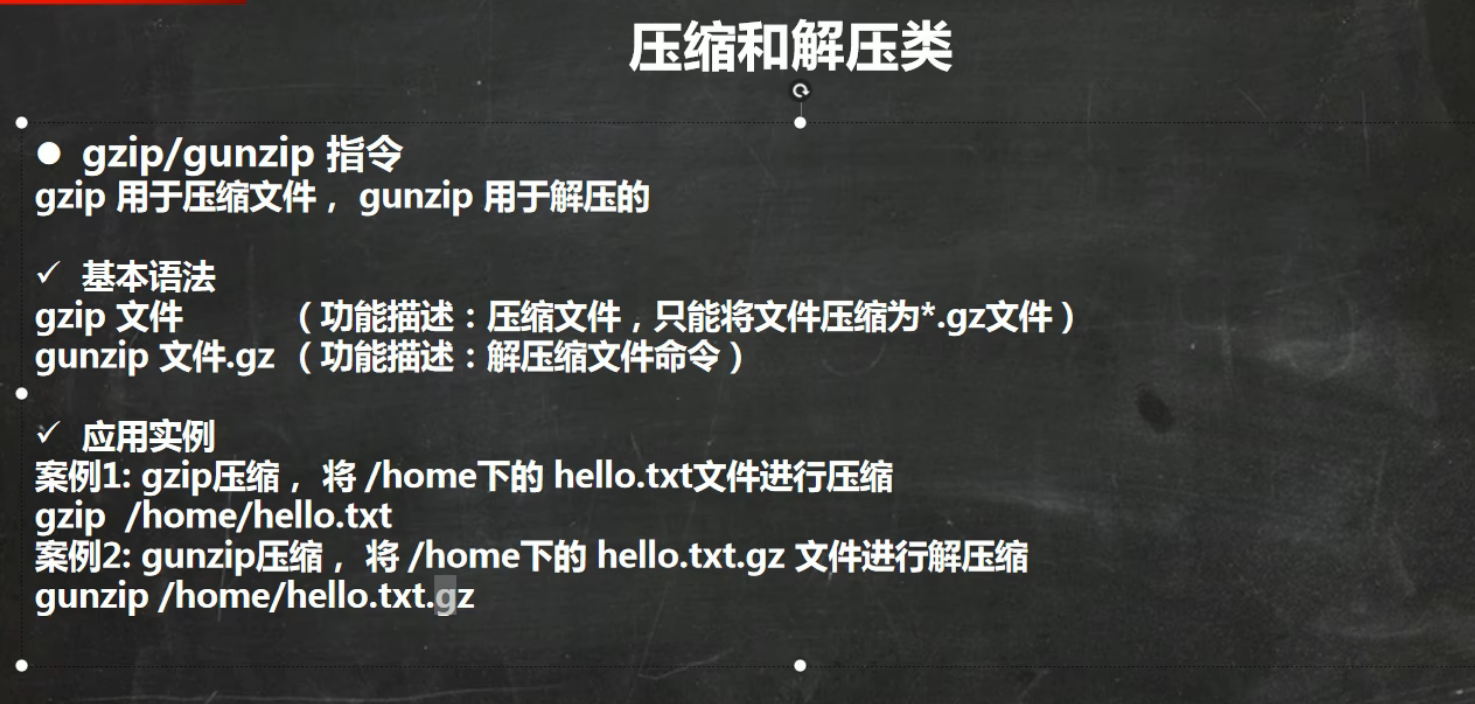 压缩和解压类
● gzip/gunzip 指令
gzip 用于压缩文件， gunzip 用于解压的
✓ 基本语法
gzip 文件 （功能描述：压缩文件，只能将文件压缩为*.gz文件）
gunzip 文件.gz （功能描述：解压缩文件命令）
✓ 应用实例
案例1: gzip压缩， 将 /home下的 hello.txt文件进行压缩
gzip /home/hello.txt
案例2: gunzip压缩， 将 /home下的 hello.txt.gz 文件进行解压缩
gunzip /home/hello.txt.gz